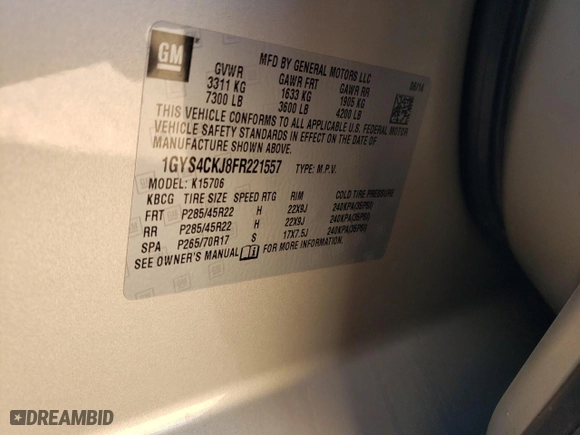 GM
MFD BY GENERAL MOTORS LLC
GVWR GAWR FRT GAWR RR
3311 KG 1633 KG 1905 KG
7300 LB 3600 LB 4200 LB
THIS VEHICLE CONFORMS TO ALL APPLICABLE U.S. FEDERAL MOTOR
VEHICLE SAFETY STANDARDS IN EFFECT ON THE DATE OF
MANUFACTURE SHOWN ABOVE.
1GYS4CKJ8FR221557 TYPE: M.P.V.
MODEL: K15706
KBCG TIRE SIZE SPEED RTG RIM COLD TIRE PRESSURE
FRT P285/45R22 H 22X9J 240KPA(35PSI)
RR P285/45R22 H 22X9J 240KPA(35PSI)
SPA P265/70R17 S 17X7.5J 240KPA(35PSI)
SEE OWNER'S MANUAL FOR MORE INFORMATION.
DREAMBID